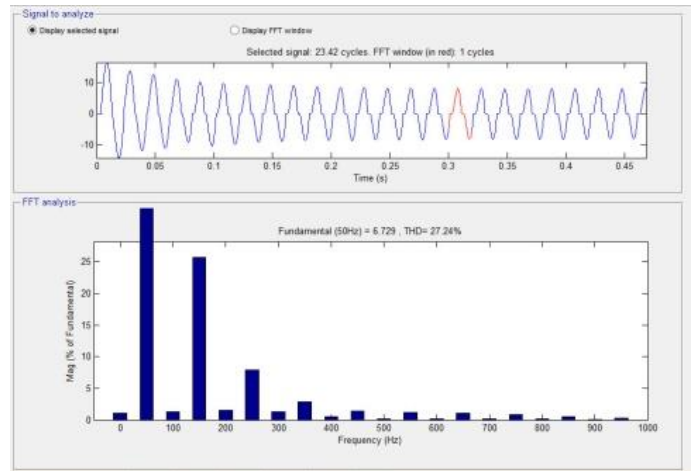 Signal to analyze
Display selected signal Display FFT window
Selected signal: 23.42 cycles. FFT window (in red): 1 cycles
10
0
-10
0 0.05 0.1 0.15 0.2 0.25 0.3 0.35 0.4 0.45
Time (s)
FFT analysis
Fundamental (50Hz) = 6.729 , THD= 27.24%
Mag (% of Fundamental)
25
20
15
10
5
0
0 100 200 300 400 500 600 700 800 900 1000
Frequency (Hz)